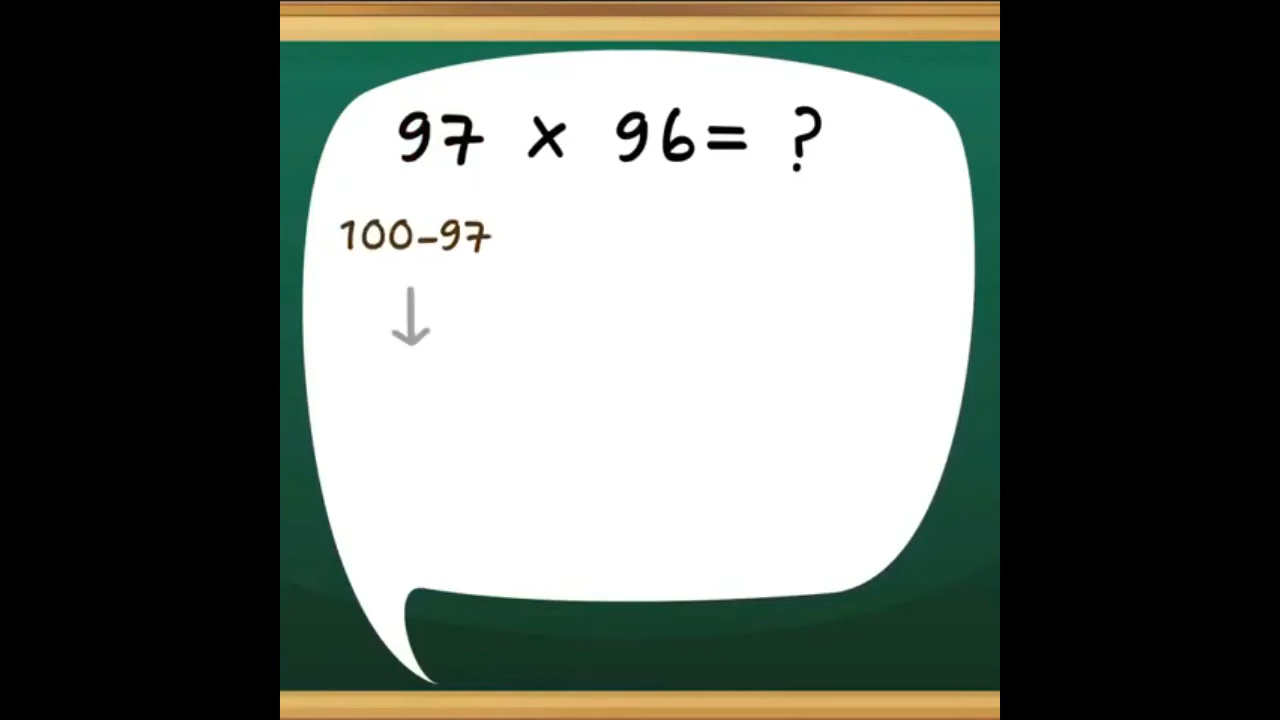 97 x 96= ?
100-97
↓